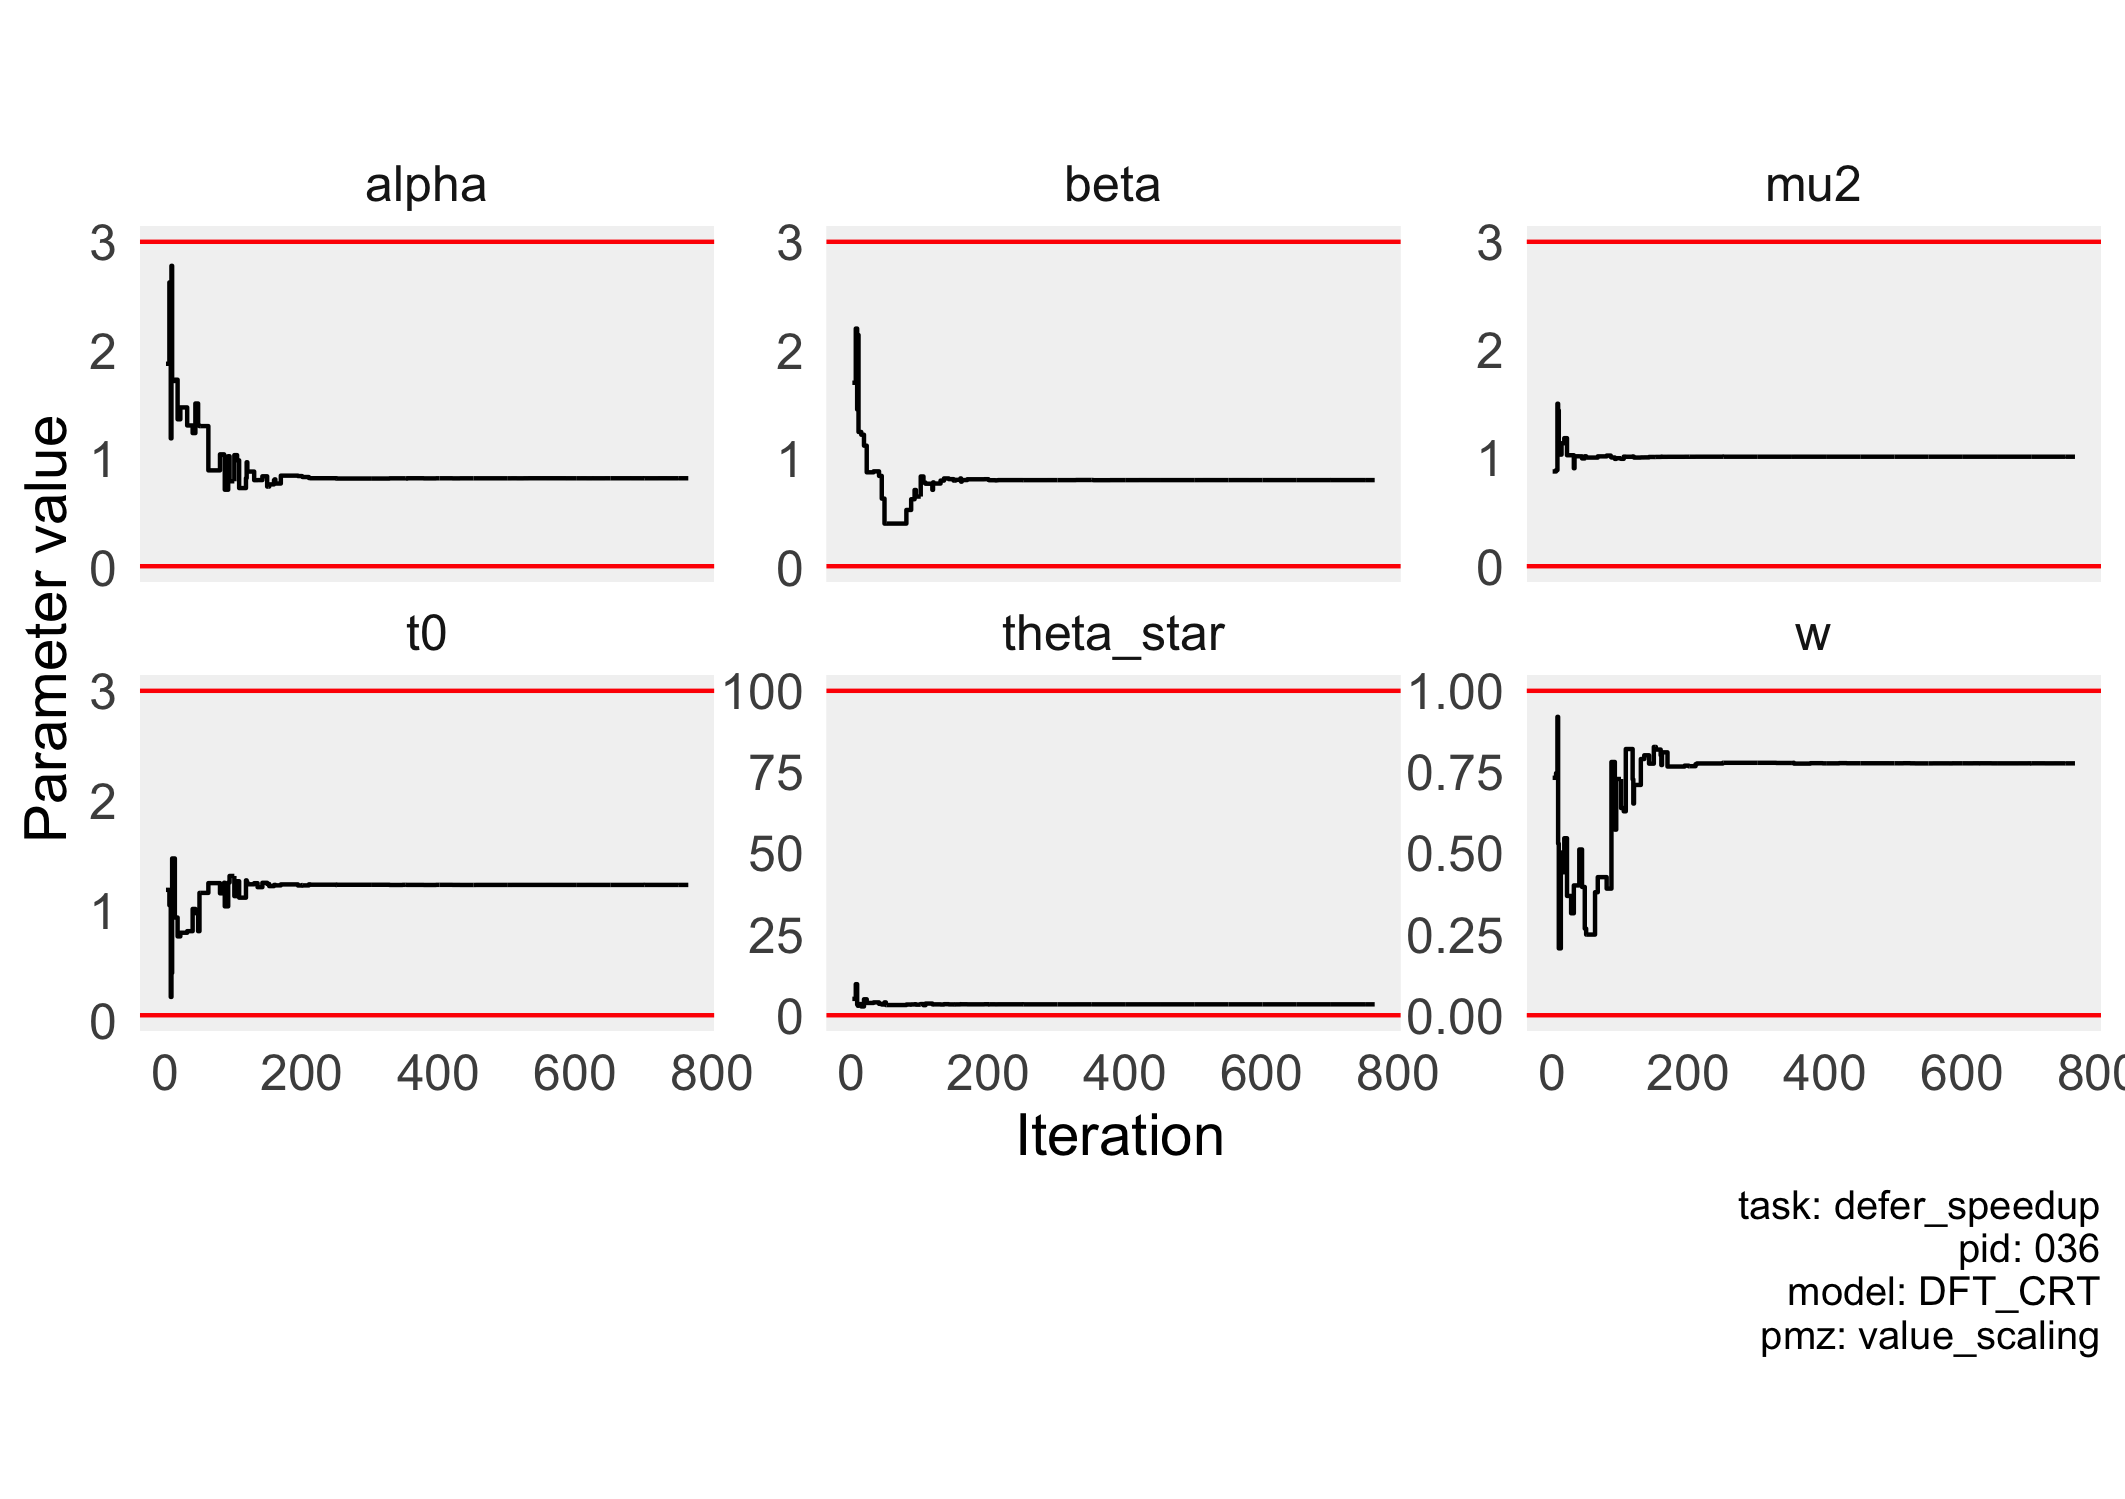 alpha
beta
mu2
3
2
1
0
3
2
1
0
3
2
1
0
Parameter value
t0
theta_star
w
3
2
1
0
100
75
50
25
0
1.00
0.75
0.50
0.25
0.00
0 200 400 600 800
0 200 400 600 800
0 200 400 600 800
Iteration
task: defer_speedup
pid: 036
model: DFT_CRT
pmz: value_scaling